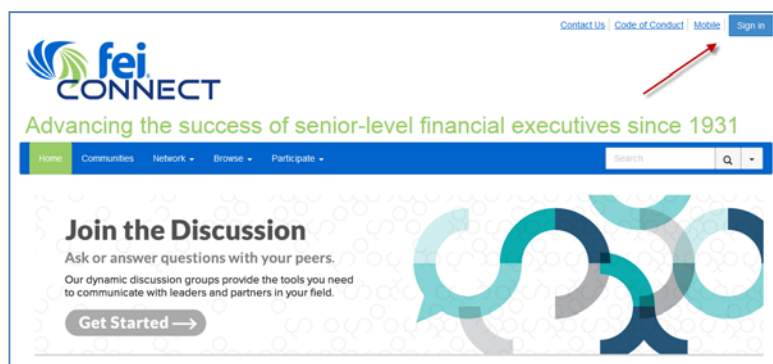 Contact Us Code of Conduct Mobile Sign in
fei
CONNECT
Advancing the success of senior-level financial executives since 1931
Home Communities Network Browse Participate Search
Join the Discussion
Ask or answer questions with your peers.
Our dynamic discussion groups provide the tools you need
to communicate with leaders and partners in your field.
Get Started